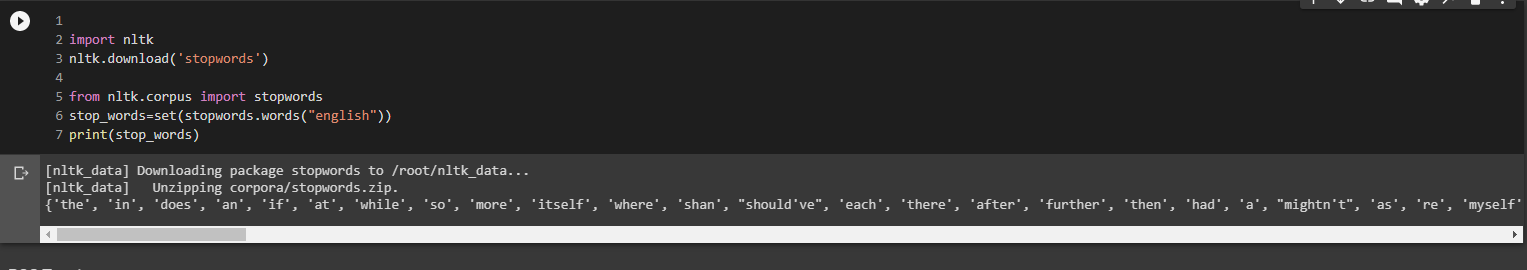 1
2 import nltk
3 nltk.download('stopwords')
4
5 from nltk.corpus import stopwords
6 stop_words=set(stopwords.words("english"))
7 print(stop_words)
[nltk_data] Downloading package stopwords to /root/nltk_data...
[nltk_data]   Unzipping corpora/stopwords.zip.
{'the', 'in', 'does', 'an', 'if', 'at', 'while', 'so', 'more', 'itself', 'where', 'shan', "should've", 'each', 'there', 'after', 'further', 'then', 'had', 'a', "mightn't", 'as', 're', 'myself'